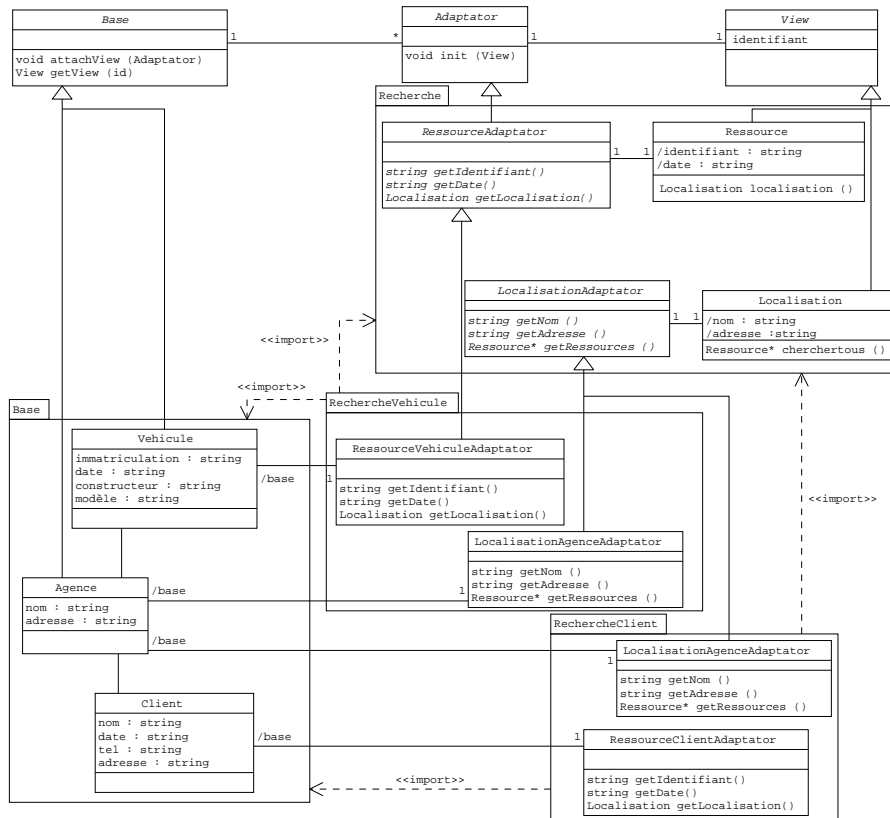 Base
void attachView (Adaptator)
View getView (id)
1
*
Adaptator
void init (View)
1
1
View
identifiant
Recherche
RessourceAdaptator
string getIdentifiant()
string getDate()
Localisation getLocalisation()
1
1
Ressource
/identifiant : string
/date : string
Localisation localisation ()
LocalisationAdaptator
string getNom ()
string getAdresse ()
Ressource* getRessources ()
1
1
Localisation
/nom : string
/adresse :string
Ressource* cherchertous ()
<<import>>
<<import>>
<<import>>
Base
Vehicule
immatriculation : string
date : string
constructeur : string
modèle : string
/base
1
RechercheVehicule
RessourceVehiculeAdaptator
string getIdentifiant()
string getDate()
Localisation getLocalisation()
LocalisationAgenceAdaptator
string getNom ()
string getAdresse ()
Ressource* getRessources ()
Agence
nom : string
adresse : string
/base
1
/base
1
RechercheClient
LocalisationAgenceAdaptator
string getNom ()
string getAdresse ()
Ressource* getRessources ()
Client
nom : string
date : string
tel : string
adresse : string
/base
1
RessourceClientAdaptator
string getIdentifiant()
string getDate()
Localisation getLocalisation()
<<import>>